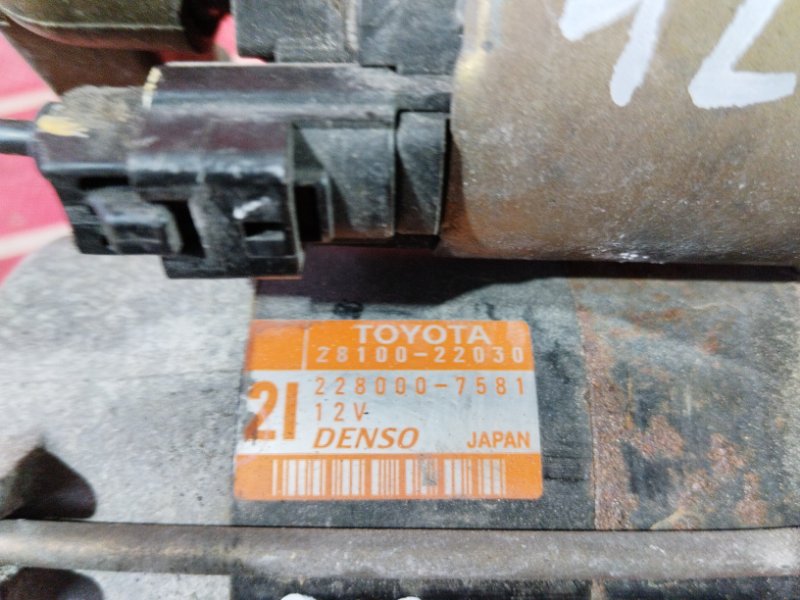 TOYOTA
28100-22030
21
228000-7581
12V
DENSO JAPAN